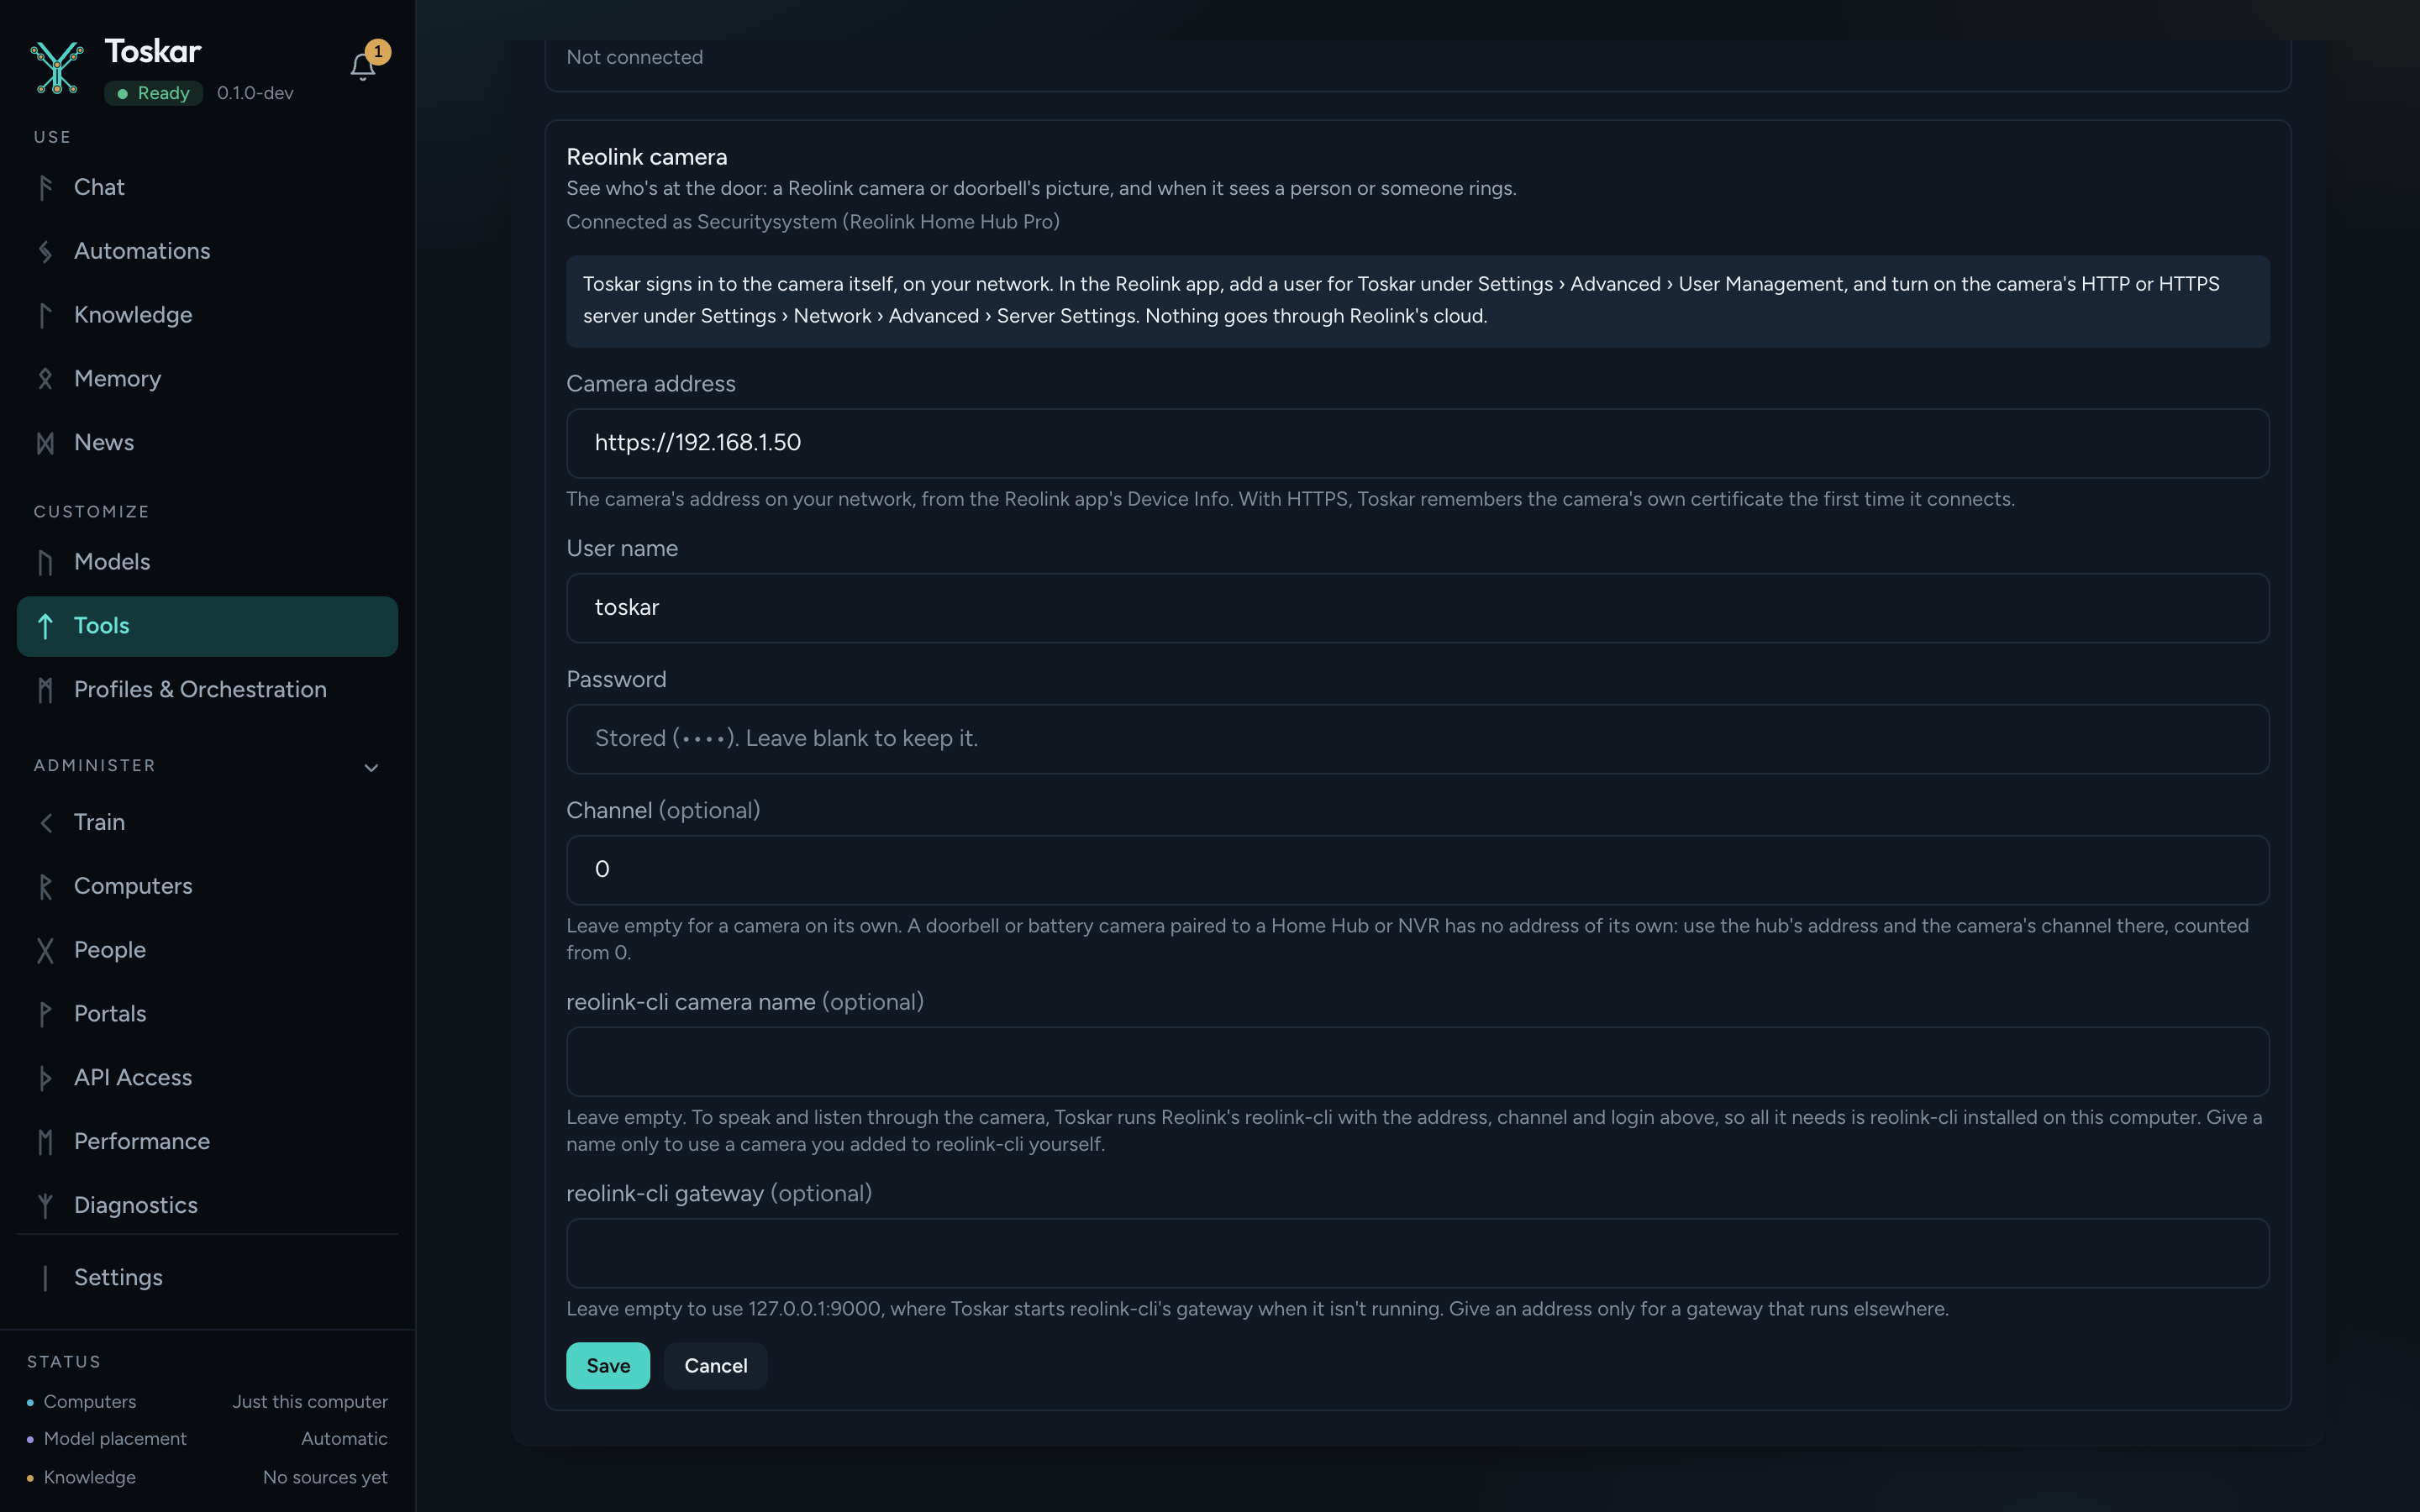 Toskar
1
Ready 0.1.0-dev
USE
Chat
Automations
Knowledge
Memory
News
CUSTOMIZE
Models
Tools
Profiles & Orchestration
ADMINISTER
Train
Computers
People
Portals
API Access
Performance
Diagnostics
Settings
STATUS
Computers Just this computer
Model placement Automatic
Knowledge No sources yet
Not connected
Reolink camera
See who's at the door: a Reolink camera or doorbell's picture, and when it sees a person or someone rings.
Connected as Securitysystem (Reolink Home Hub Pro)
Toskar signs in to the camera itself, on your network. In the Reolink app, add a user for Toskar under Settings › Advanced › User Management, and turn on the camera's HTTP or HTTPS
server under Settings › Network › Advanced › Server Settings. Nothing goes through Reolink's cloud.
Camera address
https://192.168.1.50
The camera's address on your network, from the Reolink app's Device Info. With HTTPS, Toskar remembers the camera's own certificate the first time it connects.
User name
toskar
Password
Stored (••••). Leave blank to keep it.
Channel (optional)
0
Leave empty for a camera on its own. A doorbell or battery camera paired to a Home Hub or NVR has no address of its own: use the hub's address and the camera's channel there, counted
from 0.
reolink-cli camera name (optional)
Leave empty. To speak and listen through the camera, Toskar runs Reolink's reolink-cli with the address, channel and login above, so all it needs is reolink-cli installed on this computer. Give a
name only to use a camera you added to reolink-cli yourself.
reolink-cli gateway (optional)
Leave empty to use 127.0.0.1:9000, where Toskar starts reolink-cli's gateway when it isn't running. Give an address only for a gateway that runs elsewhere.
Save Cancel